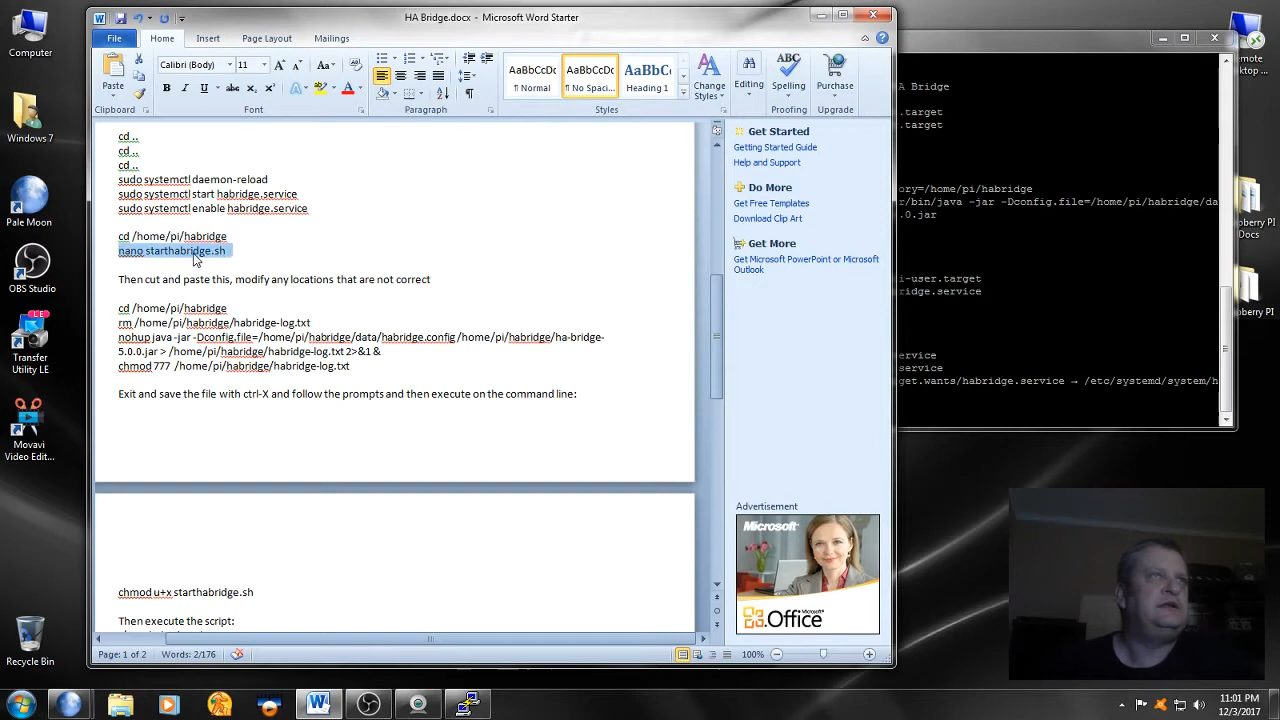 HA Bridge.docx - Microsoft Word Starter
File
Home
Insert
Page Layout
Mailings
Paste
Calibri (Body)
11
Clipboard
Font
Paragraph
AaBbCcDc
¶ Normal
AaBbCcDc
¶ No Spaci...
AaBbC
Heading 1
Change
Styles
Styles
Editing
Spelling
Proofing
Purchase
Upgrade
cd ..
cd ..
cd ..
sudo systemctl daemon-reload
sudo systemctl start habridge.service
sudo systemctl enable habridge.service
cd /home/pi/habridge
nano starthabridge.sh
Then cut and paste this, modify any locations that are not correct
cd /home/pi/habridge
rm /home/pi/habridge/habridge-log.txt
nohup java -jar -Dconfig.file=/home/pi/habridge/data/habridge.config /home/pi/habridge/ha-bridge-
5.0.0.jar > /home/pi/habridge/habridge-log.txt 2>&1 &
chmod 777 /home/pi/habridge/habridge-log.txt
Exit and save the file with ctrl-X and follow the prompts and then execute on the command line:
chmod u+x starthabridge.sh
Then execute the script:
Get Started
Getting Started Guide
Help and Support
Do More
Get Free Templates
Download Clip Art
Get More
Get Microsoft PowerPoint or Microsoft
Outlook
Advertisement
Microsoft
Office
Page: 1 of 2
Words: 2/176
100%
A Bridge
.target
.target
ory=/home/pi/habridge
r/bin/java -jar -Dconfig.file=/home/pi/habridge/da
.0.jar
i-user.target
ridge.service
ervice
service
get.wants/habridge.service → /etc/systemd/system/h
Computer
Windows 7
Pale Moon
OBS Studio
Transfer
Utility LE
Movavi
Video Edit...
Recycle Bin
emote
sktop ...
pberry PI
Docs
pberry PI
11:01 PM
12/3/2017